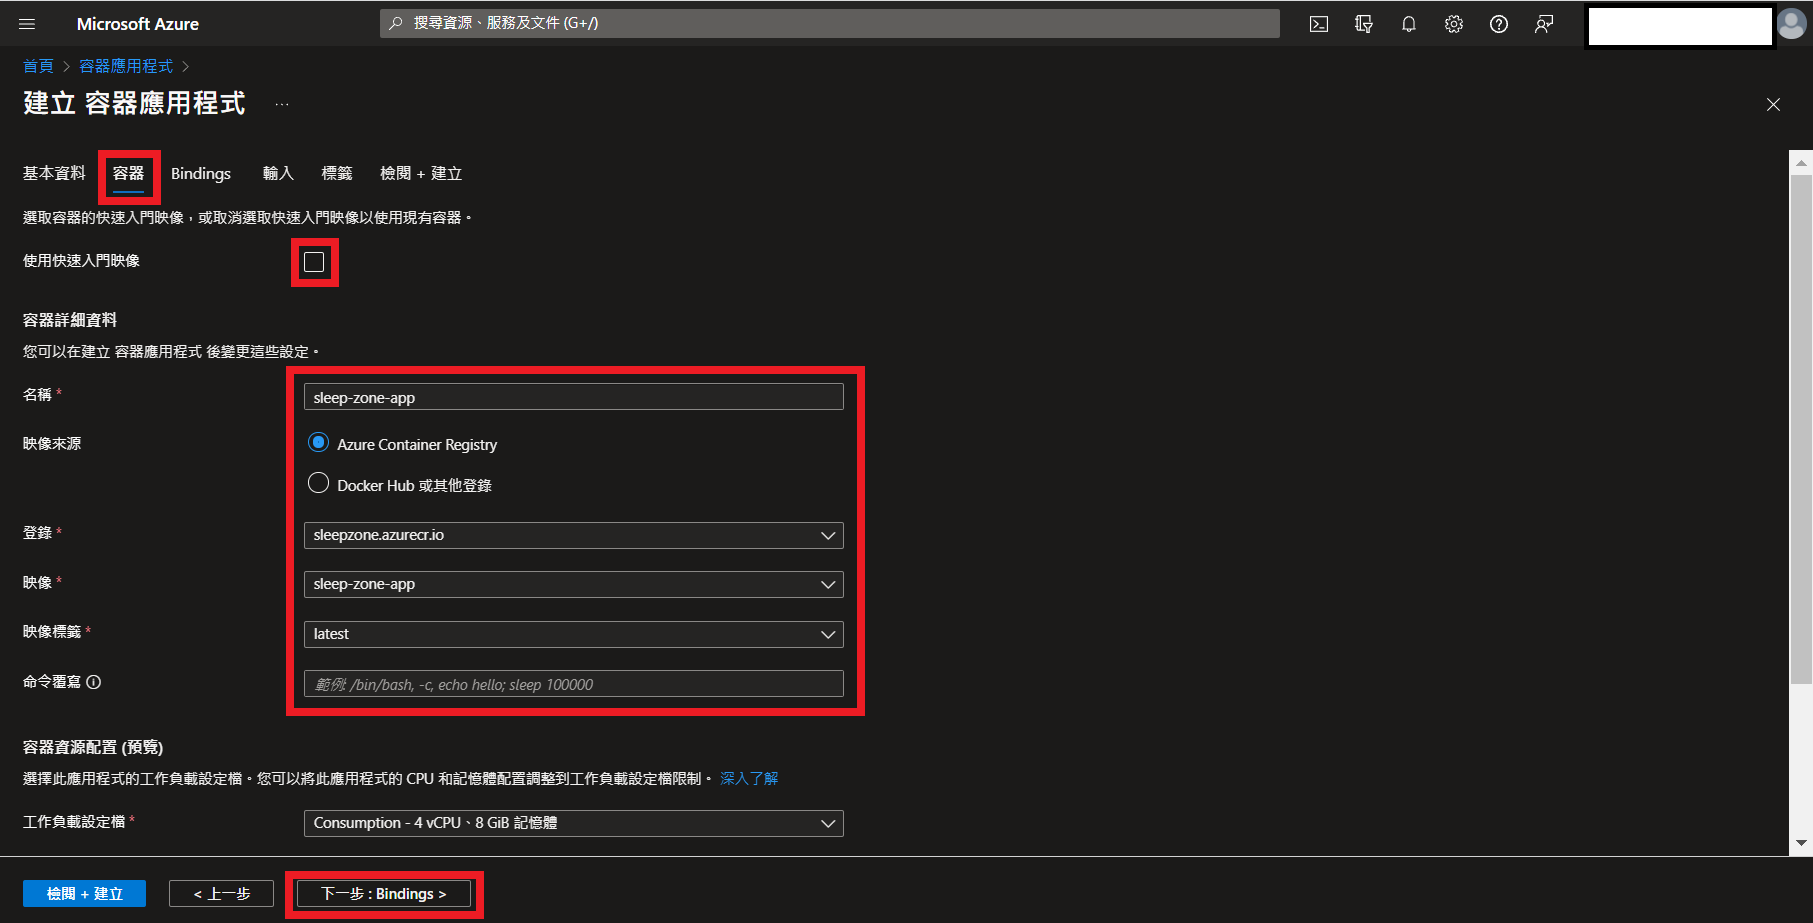 Microsoft Azure
搜尋資源、服務及文件 (G+/)
首頁 > 容器應用程式 >
建立 容器應用程式 ...
基本資料 容器 Bindings 輸入 標籤 檢閱 + 建立
選取容器的快速入門映像，或取消選取快速入門映像以使用現有容器。
使用快速入門映像
容器詳細資料
您可以在建立 容器應用程式 後變更這些設定。
名稱 * sleep-zone-app
映像來源 Azure Container Registry
Docker Hub 或其他登錄
登錄 * sleepzone.azurecr.io
映像 * sleep-zone-app
映像標籤 * latest
命令覆寫 範例: /bin/bash, -c, echo hello; sleep 100000
容器資源配置 (預覽)
選擇此應用程式的工作負載設定檔。您可以將此應用程式的 CPU 和記憶體配置調整到工作負載設定檔限制。 深入了解
工作負載設定檔 * Consumption - 4 vCPU、8 GiB 記憶體
檢閱 + 建立 < 上一步 下一步 : Bindings >